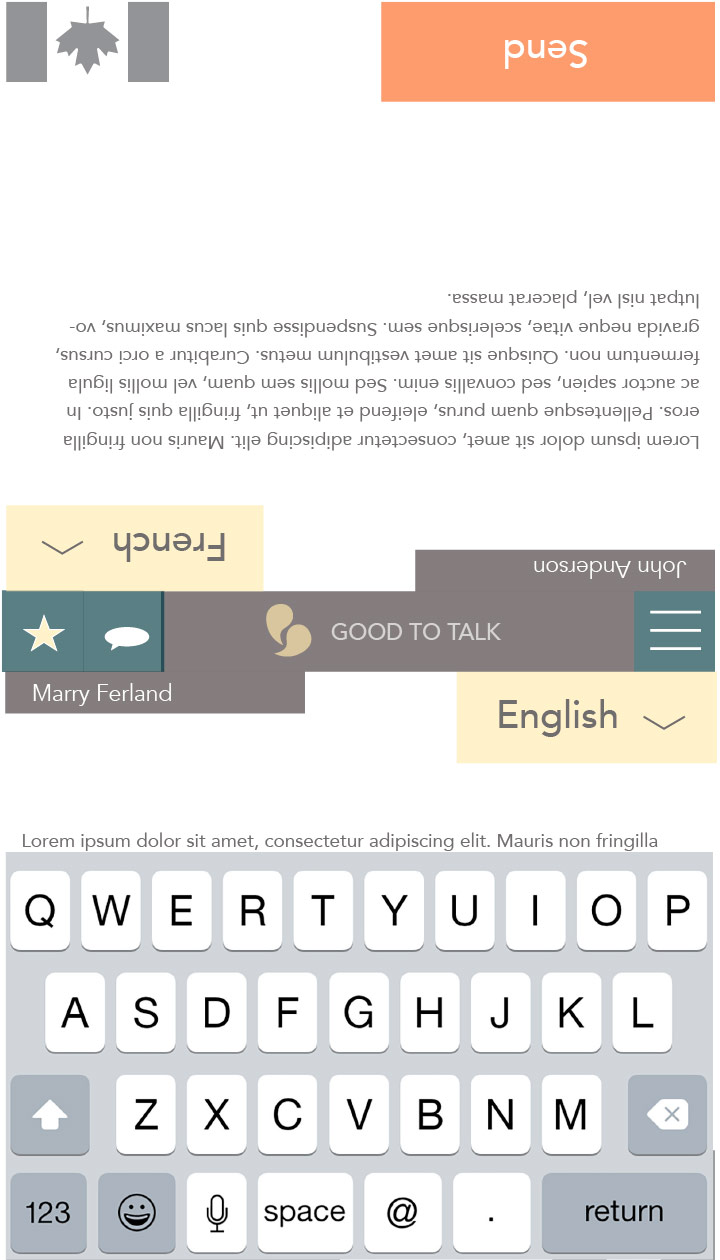 Send
Lorem ipsum dolor sit amet, consectetur adipiscing elit. Mauris non fringilla
eros. Pellentesque quam purus, eleifend et aliquet ut, fringilla quis justo. In
ac auctor sapien, sed convallis enim. Sed mollis sem quam, vel mollis ligula
fermentum non. Quisque sit amet vestibulum metus. Curabitur a orci cursus,
gravida neque vitae, scelerisque sem. Suspendisse quis lacus maximus, vo-
lutpat nisl vel, placerat massa.
French
John Anderson
GOOD TO TALK
Marry Ferland
English
Lorem ipsum dolor sit amet, consectetur adipiscing elit. Mauris non fringilla
Q W E R T Y U I O P
A S D F G H J K L
Z X C V B N M
123 space @ . return